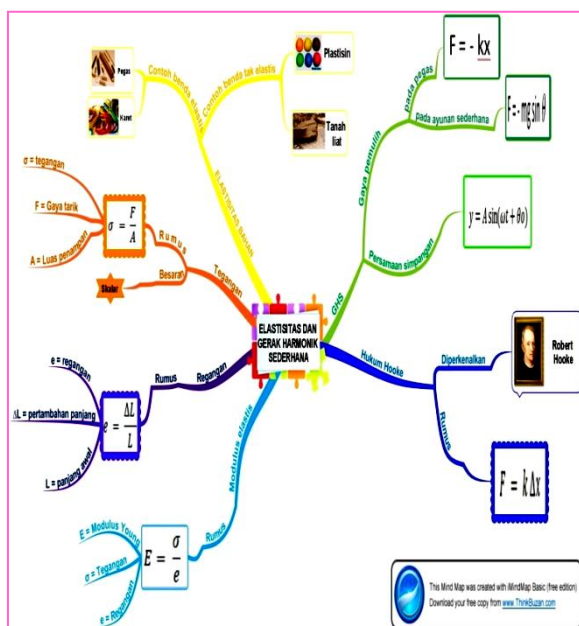 ELASTISITAS DAN
GERAK HARMONIK
SEDERHANA
ELASTISITAS BAHAN
Contoh benda elastis
Pegas
Karet
Contoh benda tak elastis
Plastisin
Tanah
liat
GHS
Gaya pemulih
pada pegas
F = - kx
pada ayunan sederhana
F = - mg sin θ
Persamaan simpangan
y = A sin(ωt + θo)
Hukum Hooke
Diperkenalkan
Robert
Hooke
Rumus
F = k Δx
Modulus elastis
Rumus
E = σ / e
E = Modulus Young
σ = Tegangan
e = Regangan
Regangan
Rumus
e = ΔL / L
e = regangan
ΔL = pertambahan panjang
L = panjang awal
Tegangan
Rumus
σ = F / A
σ = tegangan
F = Gaya tarik
A = Luas penampan
Besaran
Skalar
This Mind Map was created with iMindMap Basic (free edition)
Download your free copy from www.ThinkBuzan.com